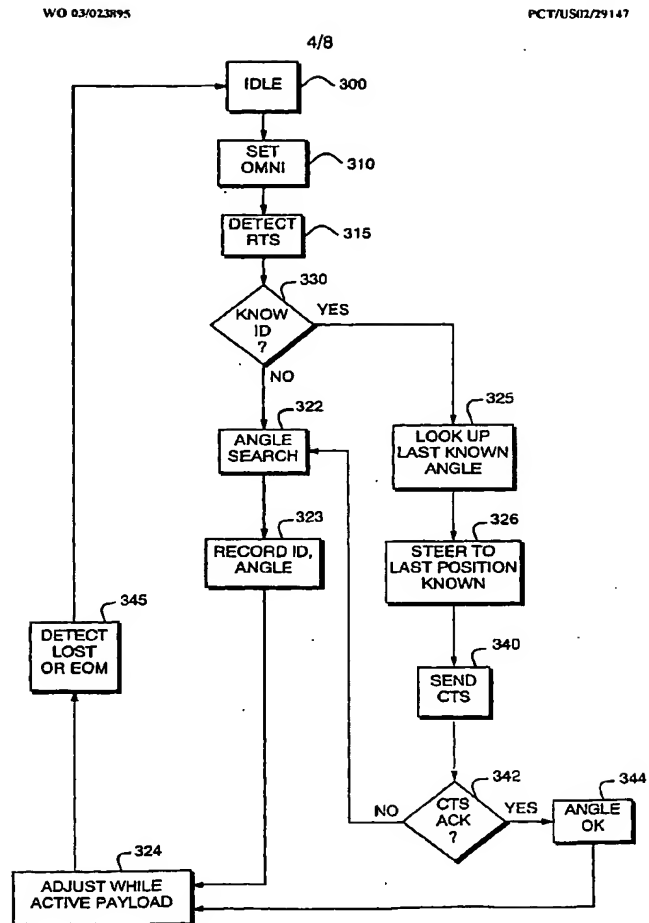 WO 03/023895
PCT/US02/29147
4/8
IDLE
300
SET
OMNI
310
DETECT
RTS
315
330
KNOW
ID
?
YES
NO
322
ANGLE
SEARCH
325
LOOK UP
LAST KNOWN
ANGLE
323
RECORD ID,
ANGLE
326
STEER TO
LAST POSITION
KNOWN
345
DETECT
LOST
OR EOM
340
SEND
CTS
342
CTS
ACK
?
NO
YES
344
ANGLE
OK
324
ADJUST WHILE
ACTIVE PAYLOAD